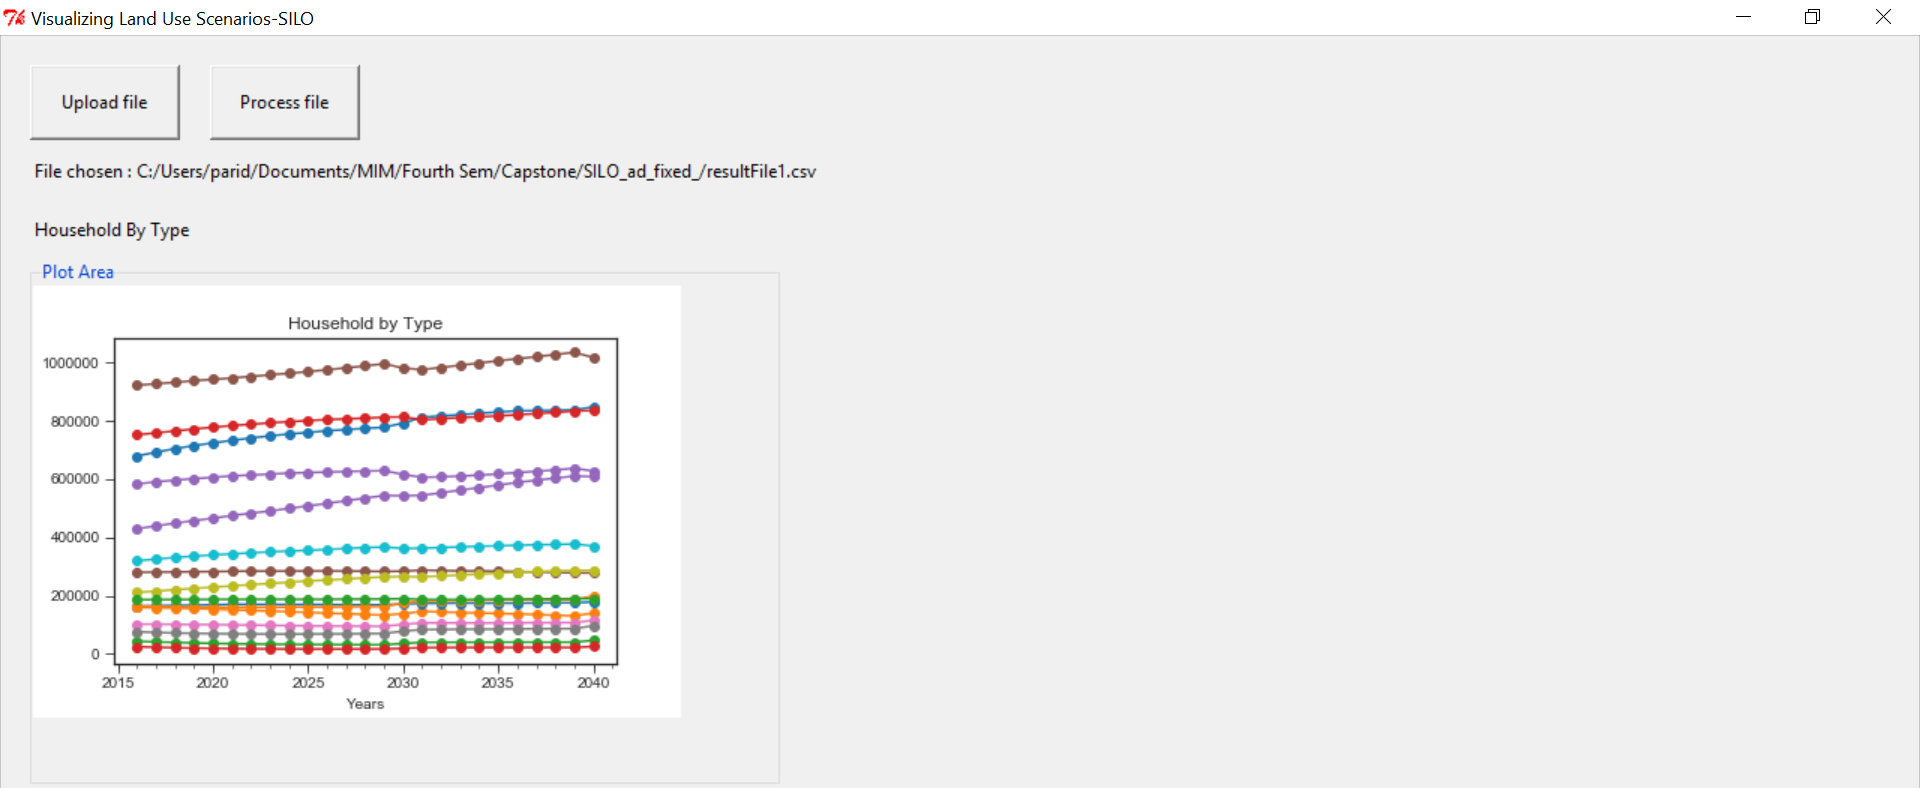 Visualizing Land Use Scenarios-SILO
Upload file
Process file
File chosen : C:/Users/parid/Documents/MIM/Fourth Sem/Capstone/SILO_ad_fixed_/resultFile1.csv
Household By Type
Plot Area
Household by Type
1000000
800000
600000
400000
200000
0
2015 2020 2025 2030 2035 2040
Years